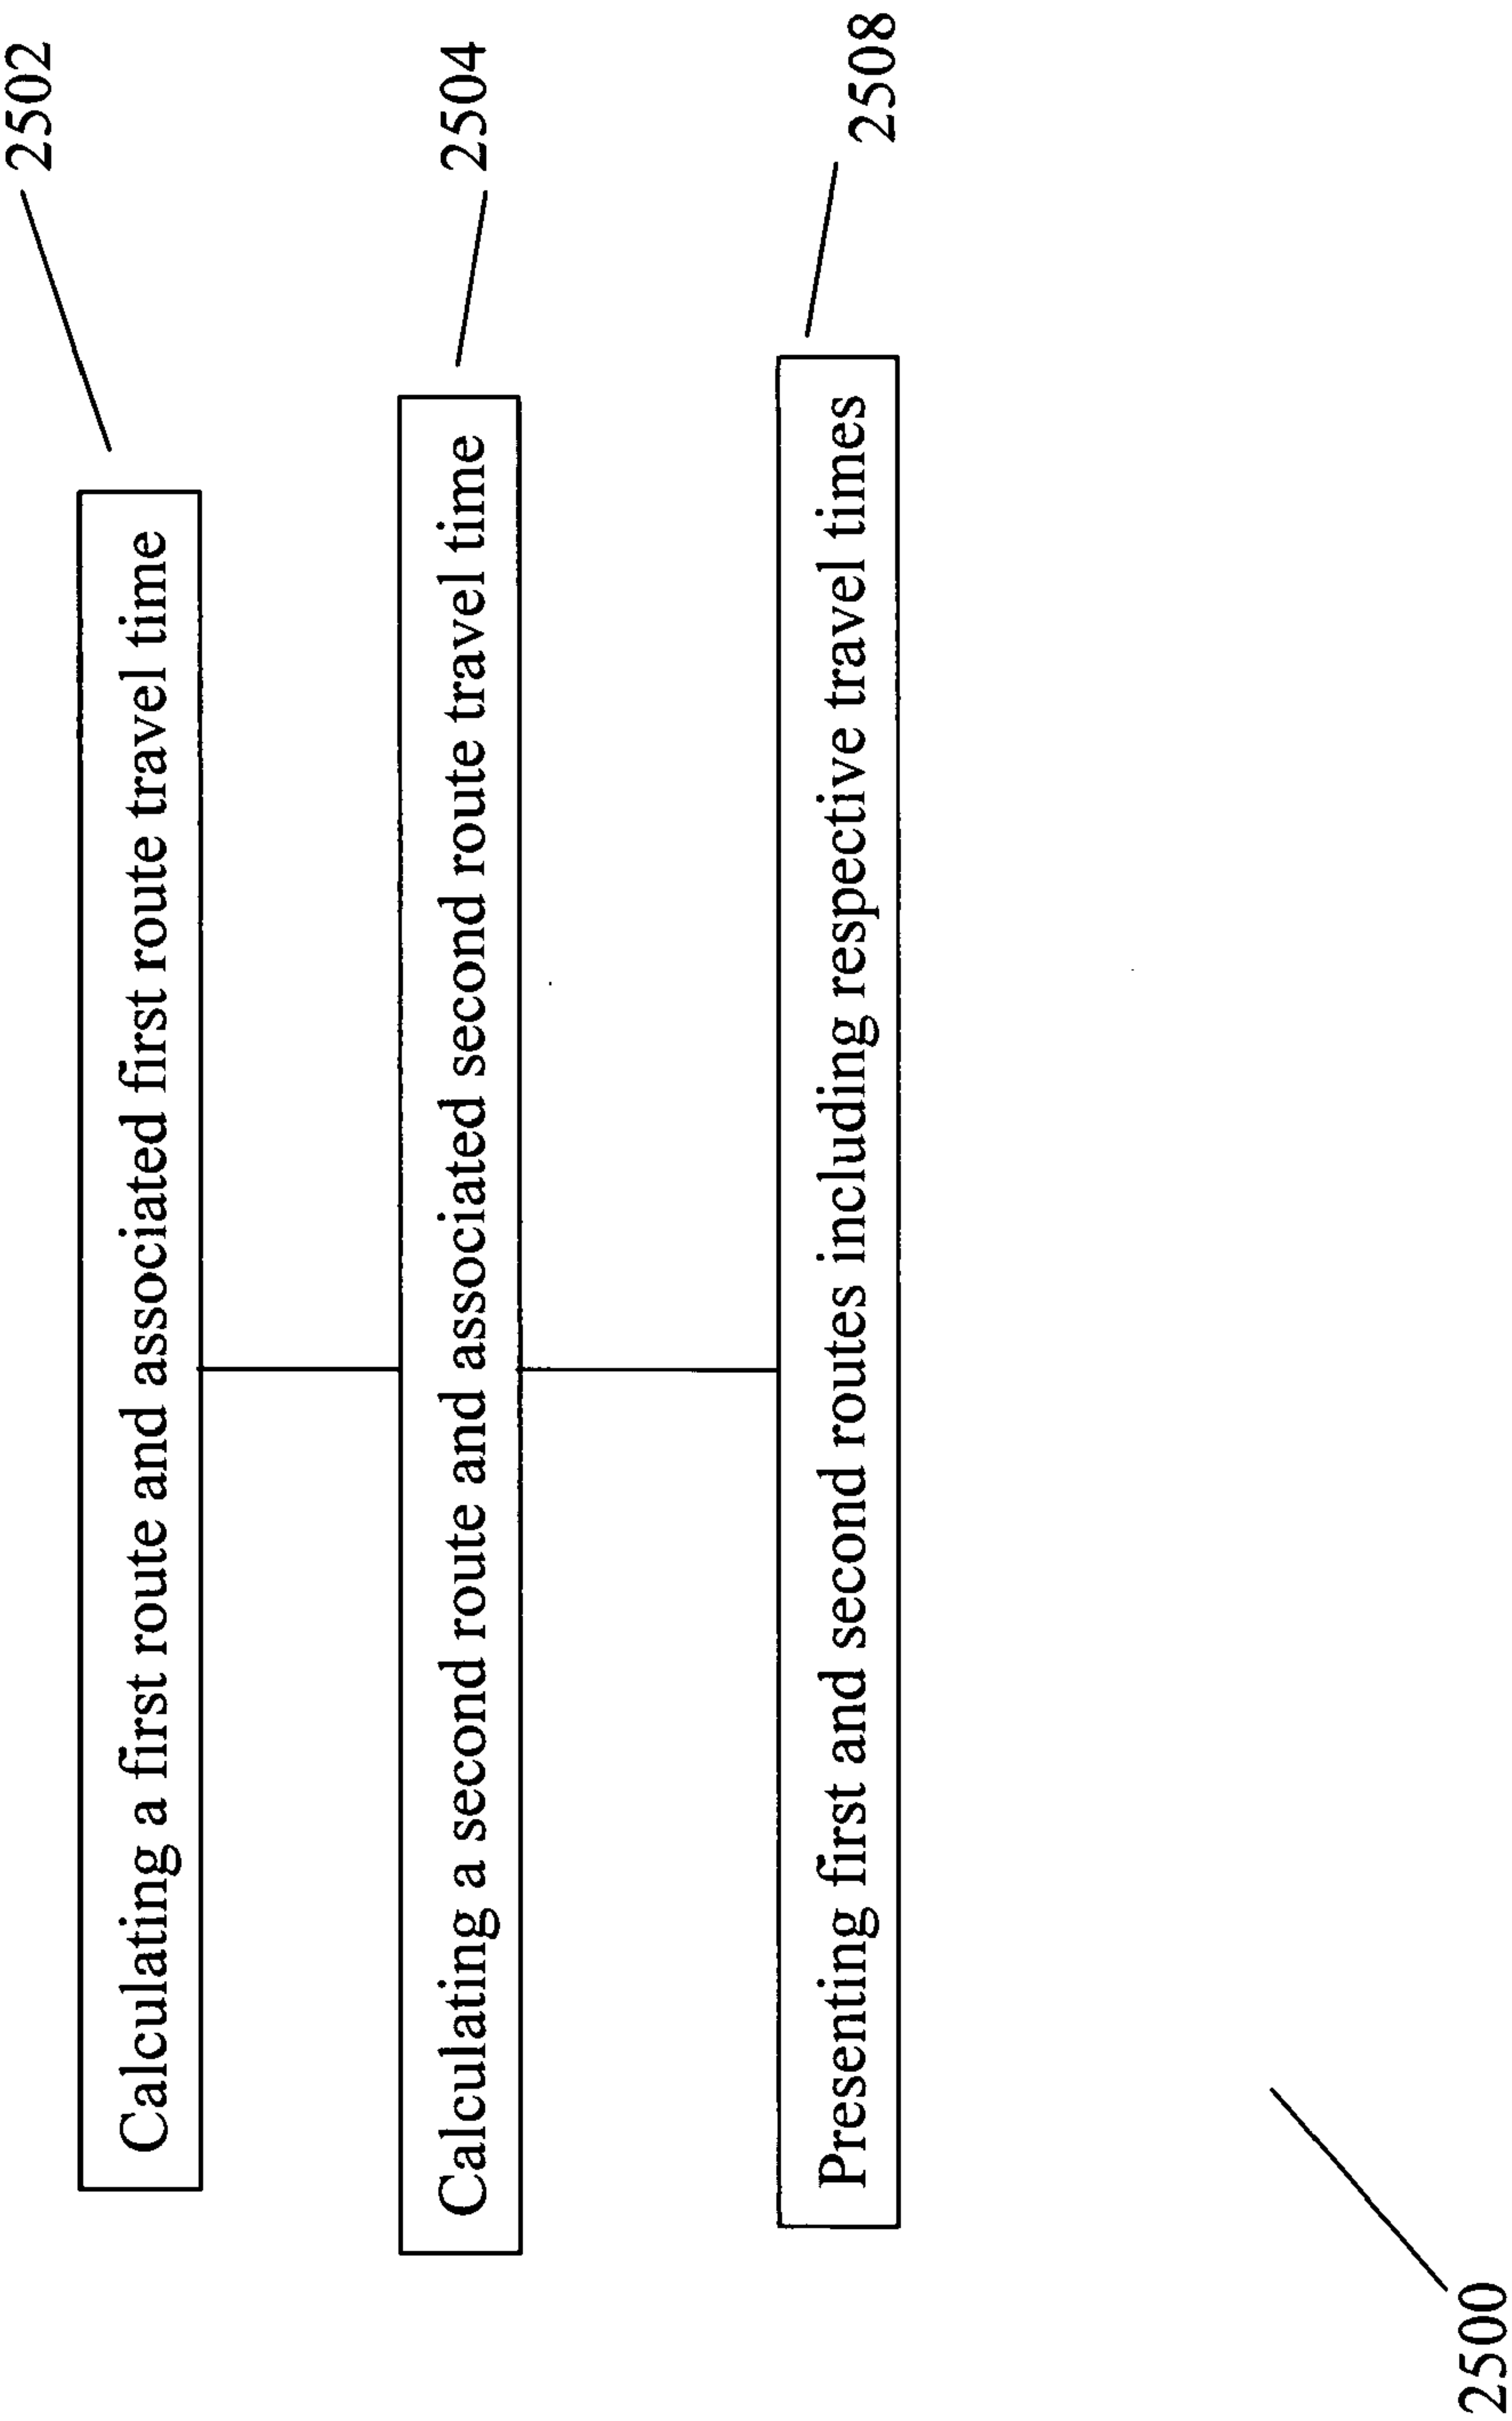 2502
Calculating a first route and associated first route travel time
2504
Calculating a second route and associated second route travel time
2508
Presenting first and second routes including respective travel times
2500